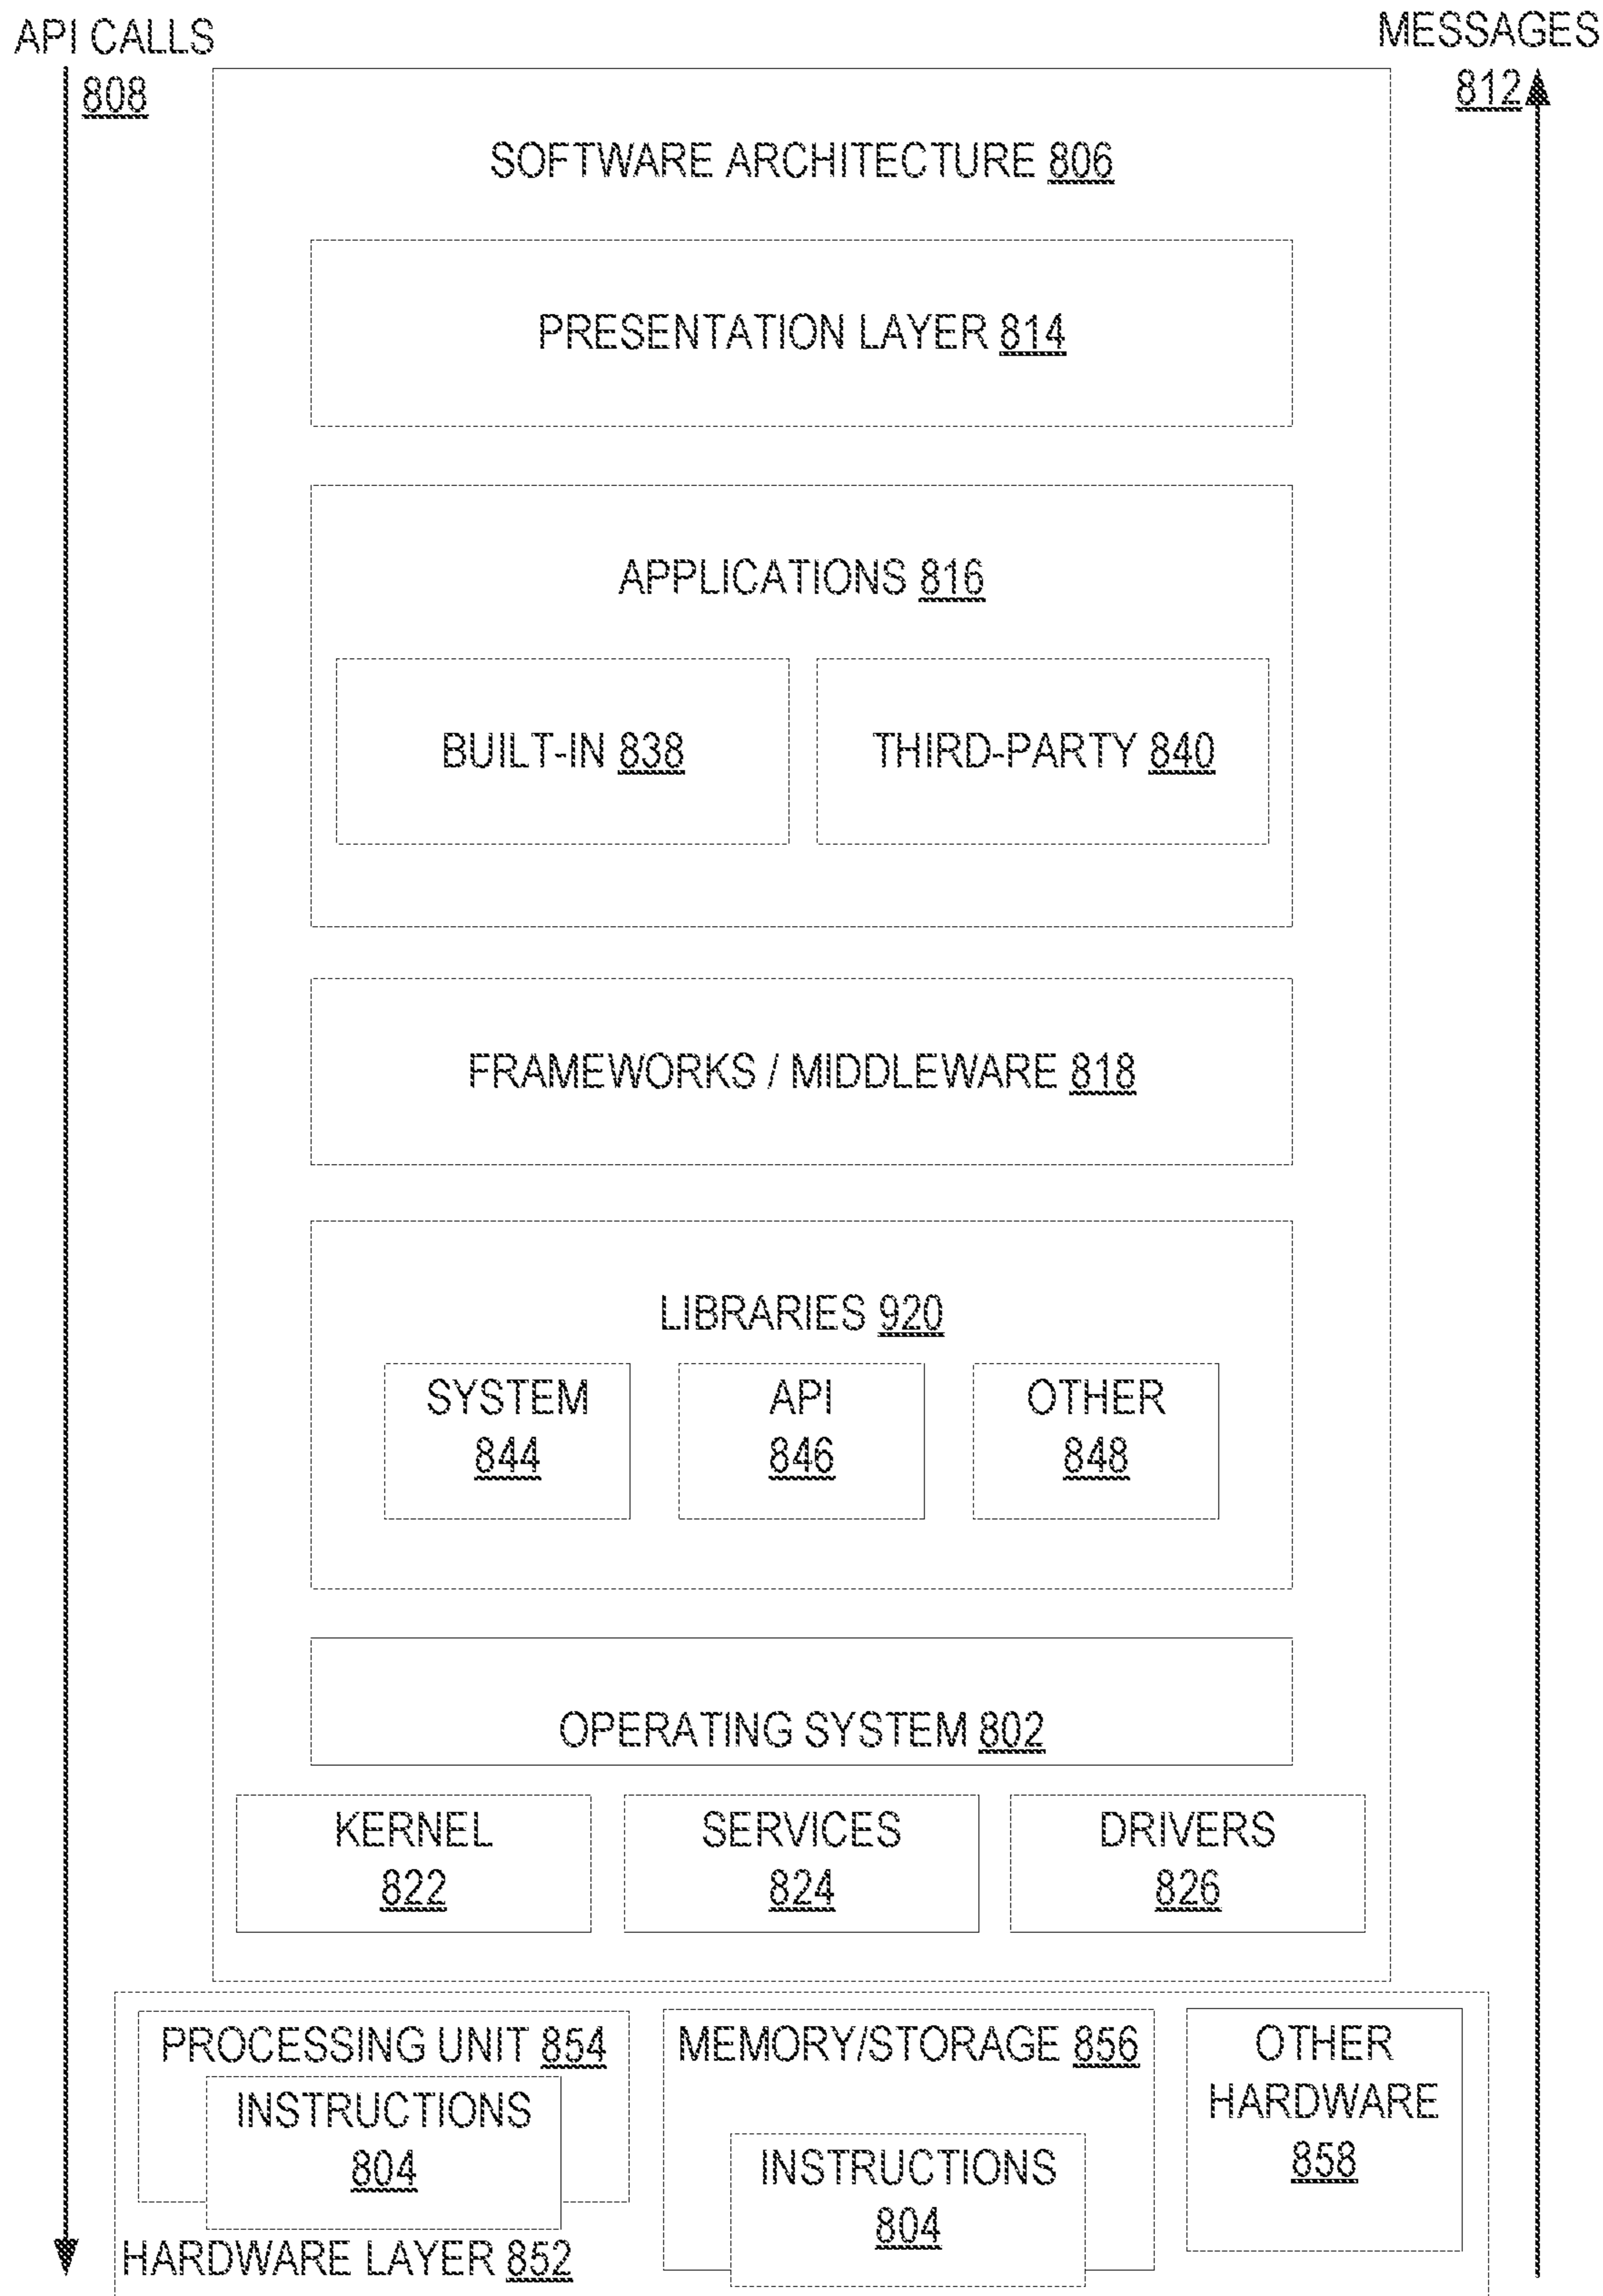 API CALLS
808
MESSAGES
812
SOFTWARE ARCHITECTURE 806
PRESENTATION LAYER 814
APPLICATIONS 816
BUILT-IN 838
THIRD-PARTY 840
FRAMEWORKS / MIDDLEWARE 818
LIBRARIES 920
SYSTEM
844
API
846
OTHER
848
OPERATING SYSTEM 802
KERNEL
822
SERVICES
824
DRIVERS
826
PROCESSING UNIT 854
INSTRUCTIONS
804
MEMORY/STORAGE 856
INSTRUCTIONS
804
OTHER
HARDWARE
858
HARDWARE LAYER 852